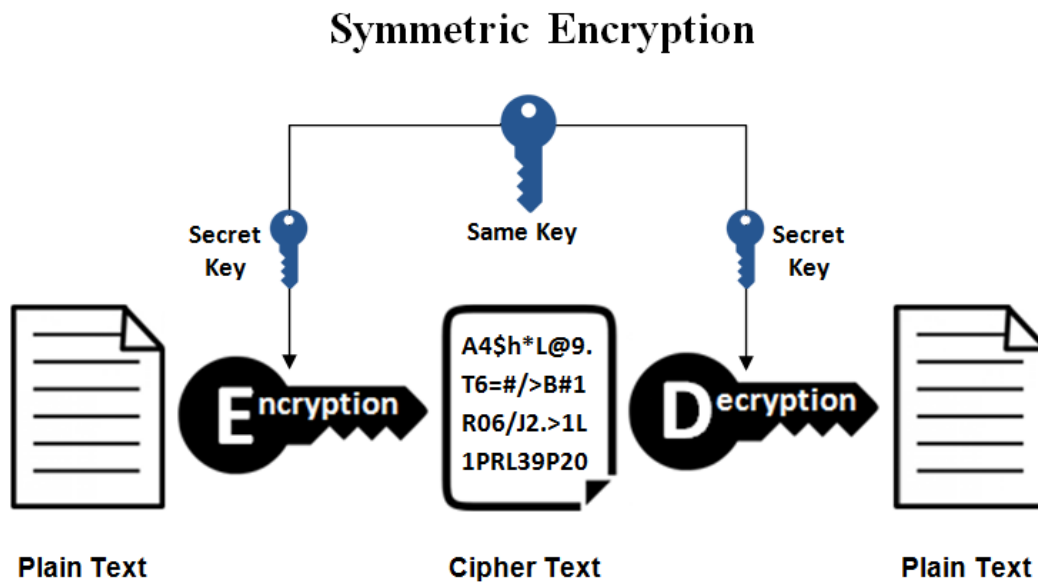 Symmetric Encryption
Secret
Key
Same Key
Secret
Key
Encryption
A4$h*L@9.
T6=#/>B#1
R06/J2.>1L
1PRL39P20
Decryption
Plain Text
Cipher Text
Plain Text